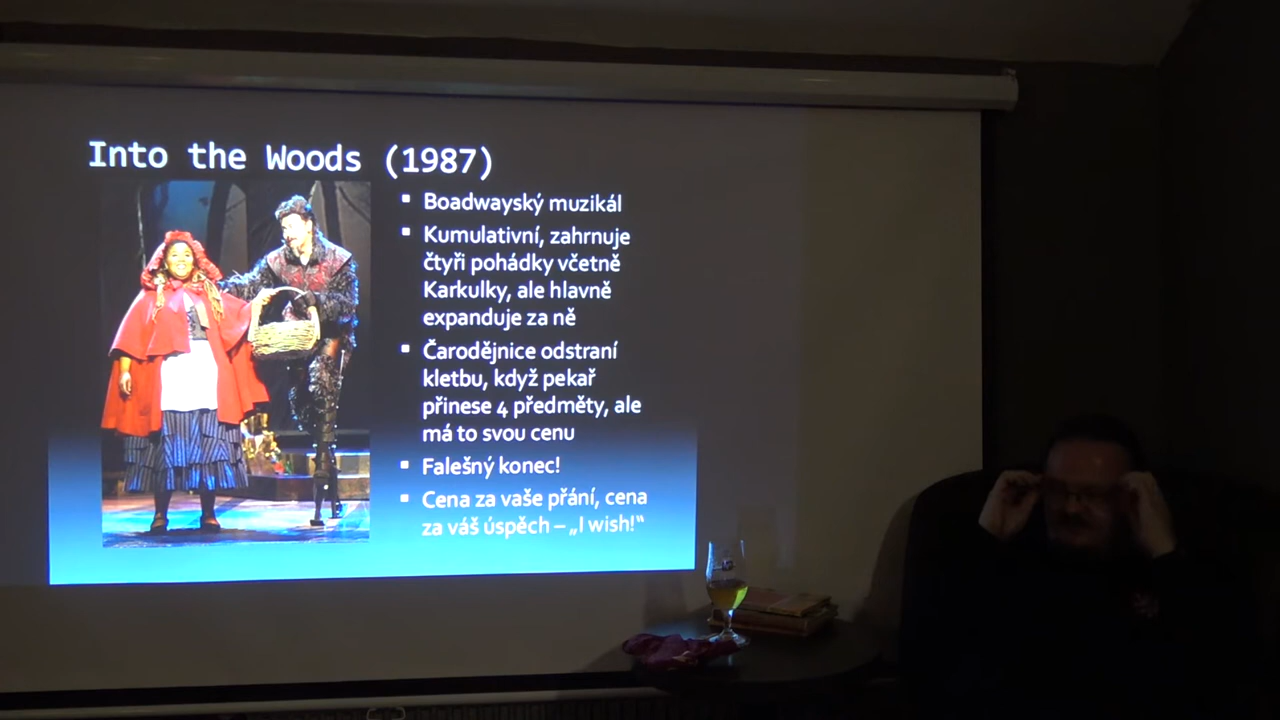 Into the Woods (1987)
Boadwayský muzikál
Kumulativní, zahrnuje
čtyři pohádky včetně
Karkulky, ale hlavně
expanduje za ně
Čarodějnice odstraní
kletbu, když pekař
přinese 4 předměty, ale
má to svou cenu
Falešný konec!
Cena za vaše přání, cena
za váš úspěch – „I wish!“